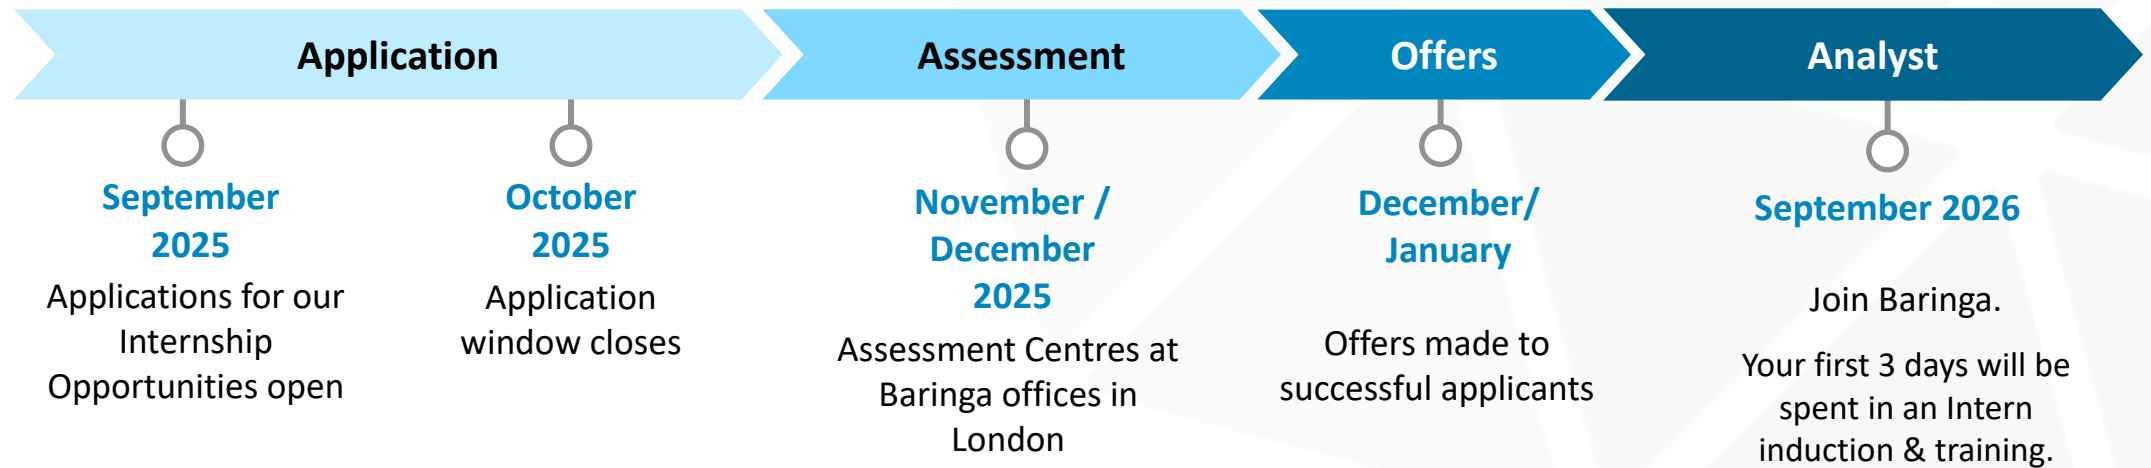 Application
Assessment
Offers
Analyst
September
2025
Applications for our
Internship
Opportunities open
October
2025
Application
window closes
November /
December
2025
Assessment Centres at
Baringa offices in
London
December/
January
Offers made to
successful applicants
September 2026
Join Baringa.
Your first 3 days will be
spent in an Intern
induction & training.